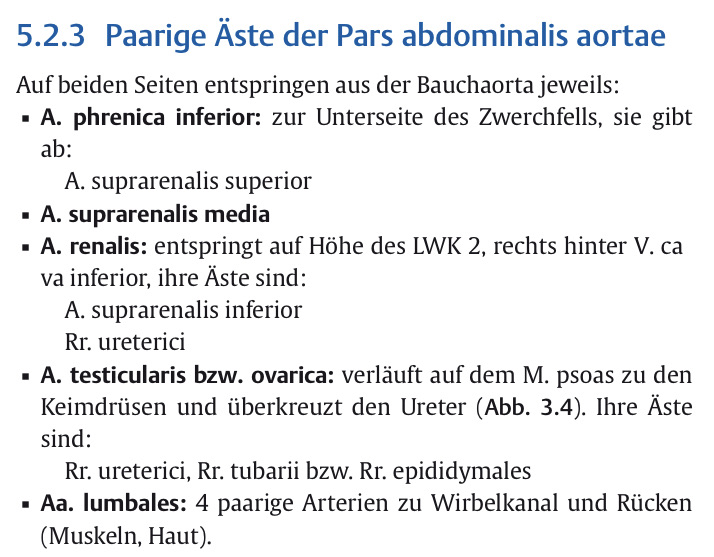 5.2.3 Paarige Äste der Pars abdominalis aortae
Auf beiden Seiten entspringen aus der Bauchaorta jeweils:
▪ A. phrenica inferior: zur Unterseite des Zwerchfells, sie gibt
ab:
A. suprarenalis superior
▪ A. suprarenalis media
▪ A. renalis: entspringt auf Höhe des LWK 2, rechts hinter V. ca
va inferior, ihre Äste sind:
A. suprarenalis inferior
Rr. ureterici
▪ A. testicularis bzw. ovarica: verläuft auf dem M. psoas zu den
Keimdrüsen und überkreuzt den Ureter (Abb. 3.4). Ihre Äste
sind:
Rr. ureterici, Rr. tubarii bzw. Rr. epididymales
▪ Aa. lumbales: 4 paarige Arterien zu Wirbelkanal und Rücken
(Muskeln, Haut).